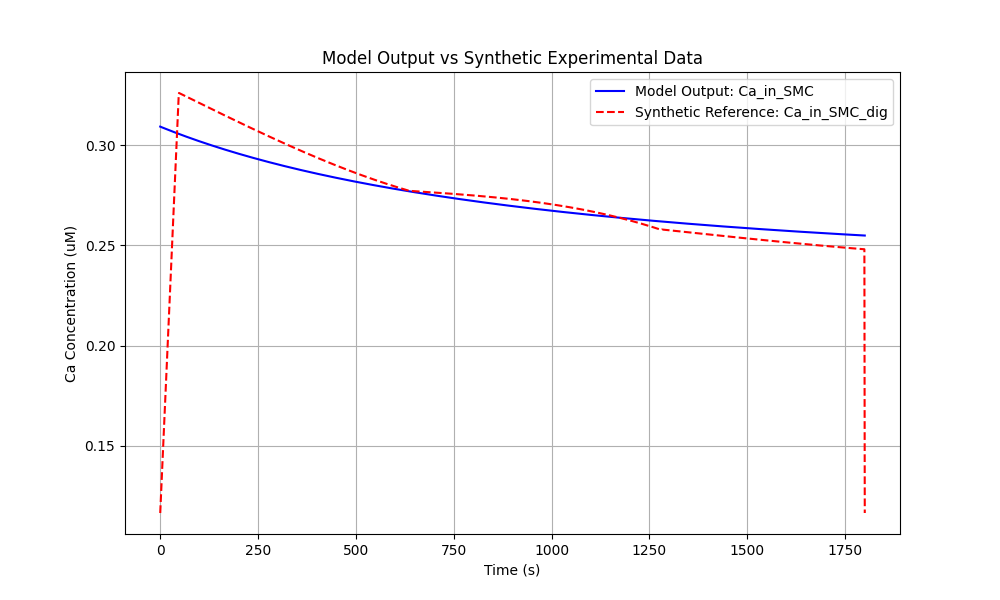 Model Output vs Synthetic Experimental Data
Model Output: Ca_in_SMC
Synthetic Reference: Ca_in_SMC_dig
Ca Concentration (uM)
0.30
0.25
0.20
0.15
0 250 500 750 1000 1250 1500 1750
Time (s)